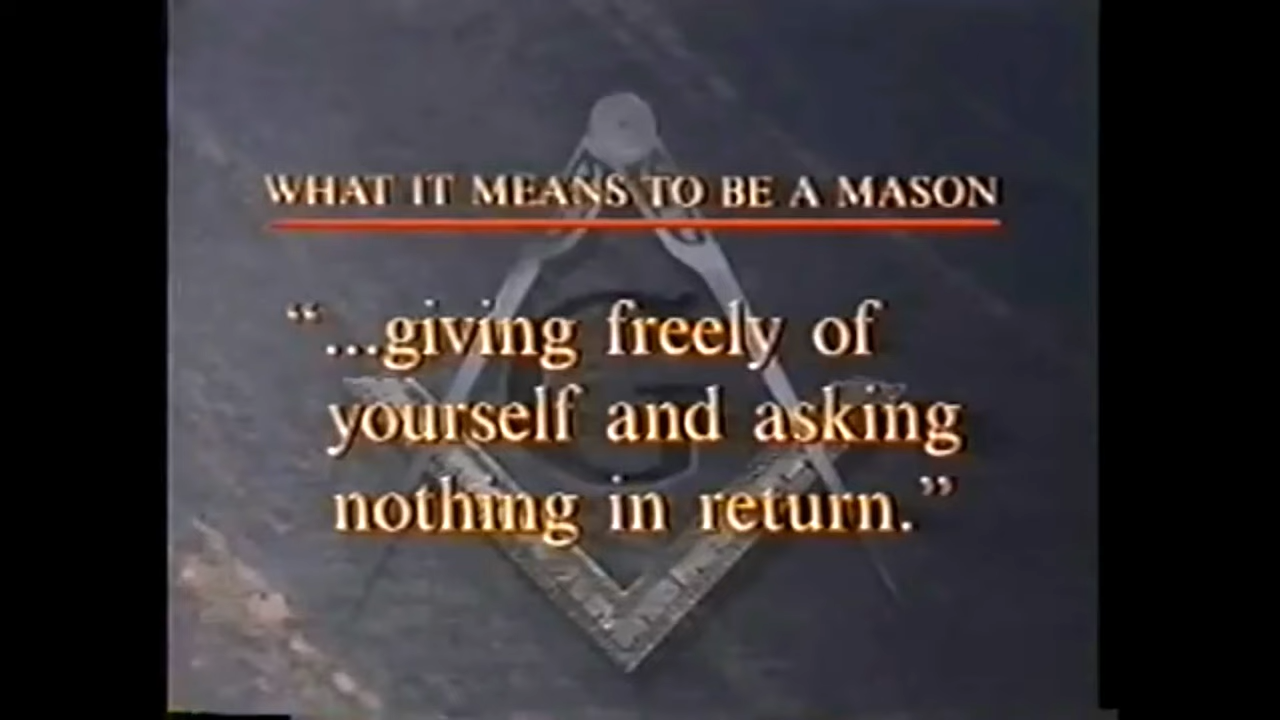 WHAT IT MEANS TO BE A MASON
“...giving freely of
yourself and asking
nothing in return.”
G